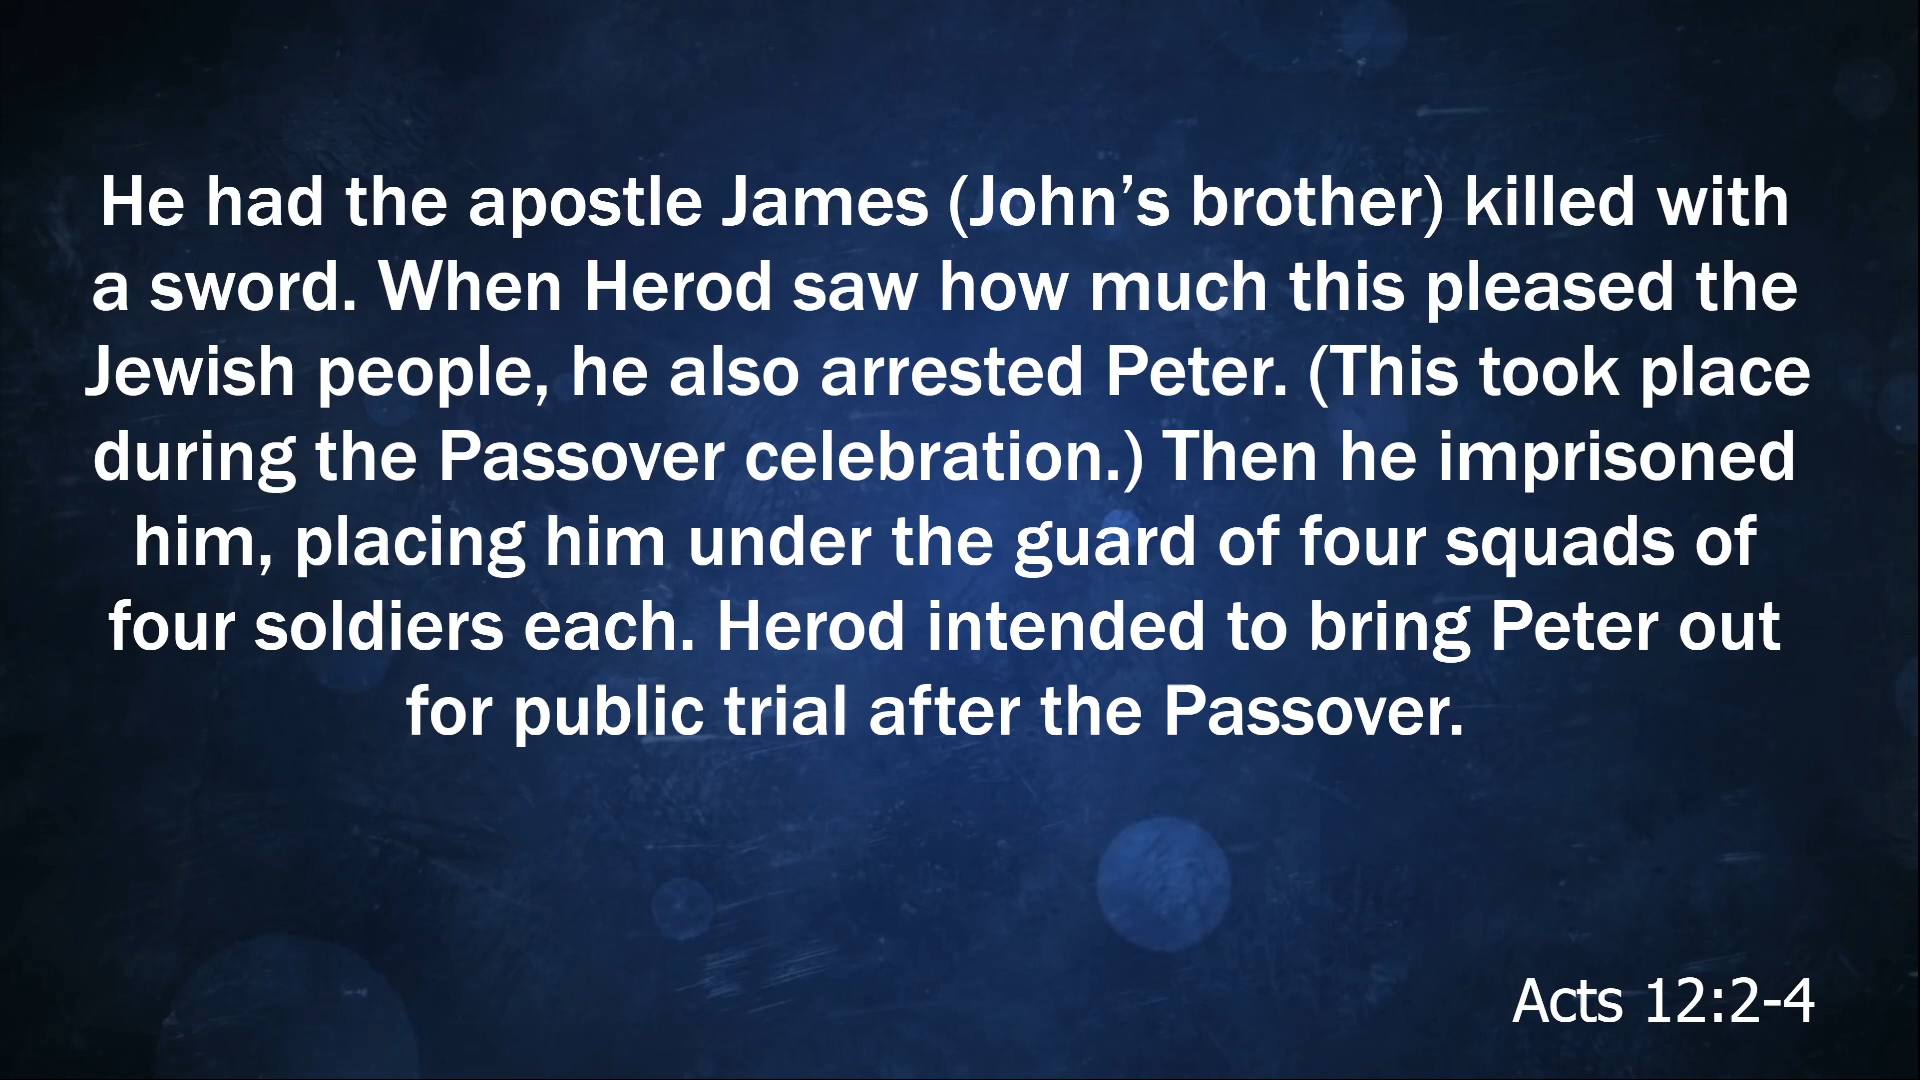 He had the apostle James (John’s brother) killed with
a sword. When Herod saw how much this pleased the
Jewish people, he also arrested Peter. (This took place
during the Passover celebration.) Then he imprisoned
him, placing him under the guard of four squads of
four soldiers each. Herod intended to bring Peter out
for public trial after the Passover.
Acts 12:2-4